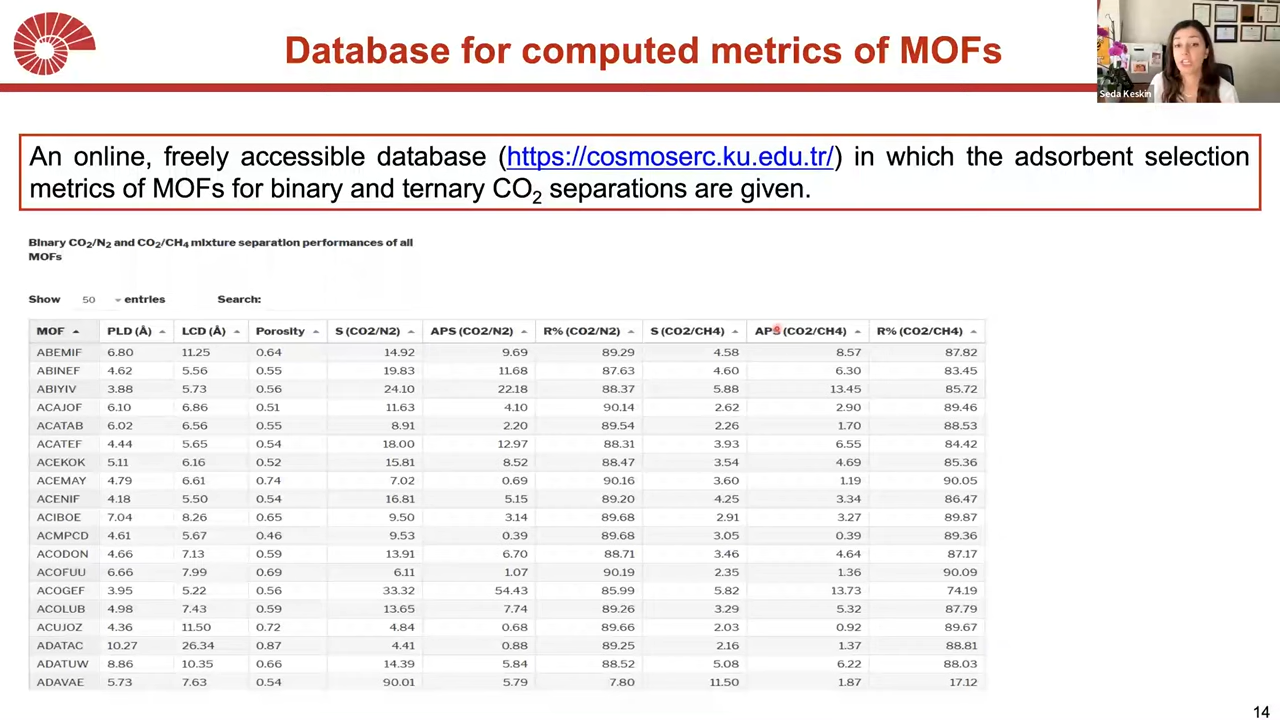 Database for computed metrics of MOFs
Seda Keskin
An online, freely accessible database (https://cosmoserc.ku.edu.tr/) in which the adsorbent selection
metrics of MOFs for binary and ternary CO₂ separations are given.
Binary CO₂/N₂ and CO₂/CH₄ mixture separation performances of all
MOFs
Show 50 entries Search:
MOF PLD (Å) LCD (Å) Porosity S (CO2/N2) APS (CO2/N2) R% (CO2/N2) S (CO2/CH4) APS (CO2/CH4) R% (CO2/CH4)
ABEMIF 6.80 11.25 0.64 14.92 9.69 89.29 4.58 8.57 87.82
ABINEF 4.62 5.56 0.55 19.83 11.68 87.63 4.60 6.30 83.45
ABIYIV 3.88 5.73 0.56 24.10 22.18 88.37 5.88 13.45 85.72
ACAJOF 6.10 6.86 0.51 11.63 4.10 90.14 2.62 2.90 89.46
ACATAB 6.02 6.56 0.55 8.91 2.20 89.54 2.26 1.70 88.53
ACATEF 4.44 5.65 0.54 18.00 12.97 88.31 3.93 6.55 84.42
ACEKOK 5.11 6.16 0.52 15.81 8.52 88.47 3.54 4.69 85.36
ACEMAY 4.79 6.61 0.74 7.02 0.69 90.16 3.60 1.19 90.05
ACENIF 4.18 5.50 0.54 16.81 5.15 89.20 4.25 3.34 86.47
ACIBOE 7.04 8.26 0.65 9.50 3.14 89.68 2.91 3.27 89.87
ACMPCD 4.61 5.67 0.46 9.53 0.39 89.68 3.05 0.39 89.36
ACODON 4.66 7.13 0.59 13.91 6.70 88.71 3.46 4.64 87.17
ACOFUU 6.66 7.99 0.69 6.11 1.07 90.19 2.35 1.36 90.09
ACOGEF 3.95 5.22 0.56 33.32 54.43 85.99 5.82 13.73 74.19
ACOLUB 4.98 7.43 0.59 13.65 7.74 89.26 3.29 5.32 87.79
ACUJOZ 4.36 11.50 0.72 4.84 0.68 89.66 2.03 0.92 89.67
ADATAC 10.27 26.34 0.87 4.41 0.88 89.25 2.16 1.37 88.81
ADATUW 8.86 10.35 0.66 14.39 5.84 88.52 5.08 6.22 88.03
ADAVAE 5.73 7.63 0.54 90.01 5.79 7.80 11.50 1.87 17.12
14